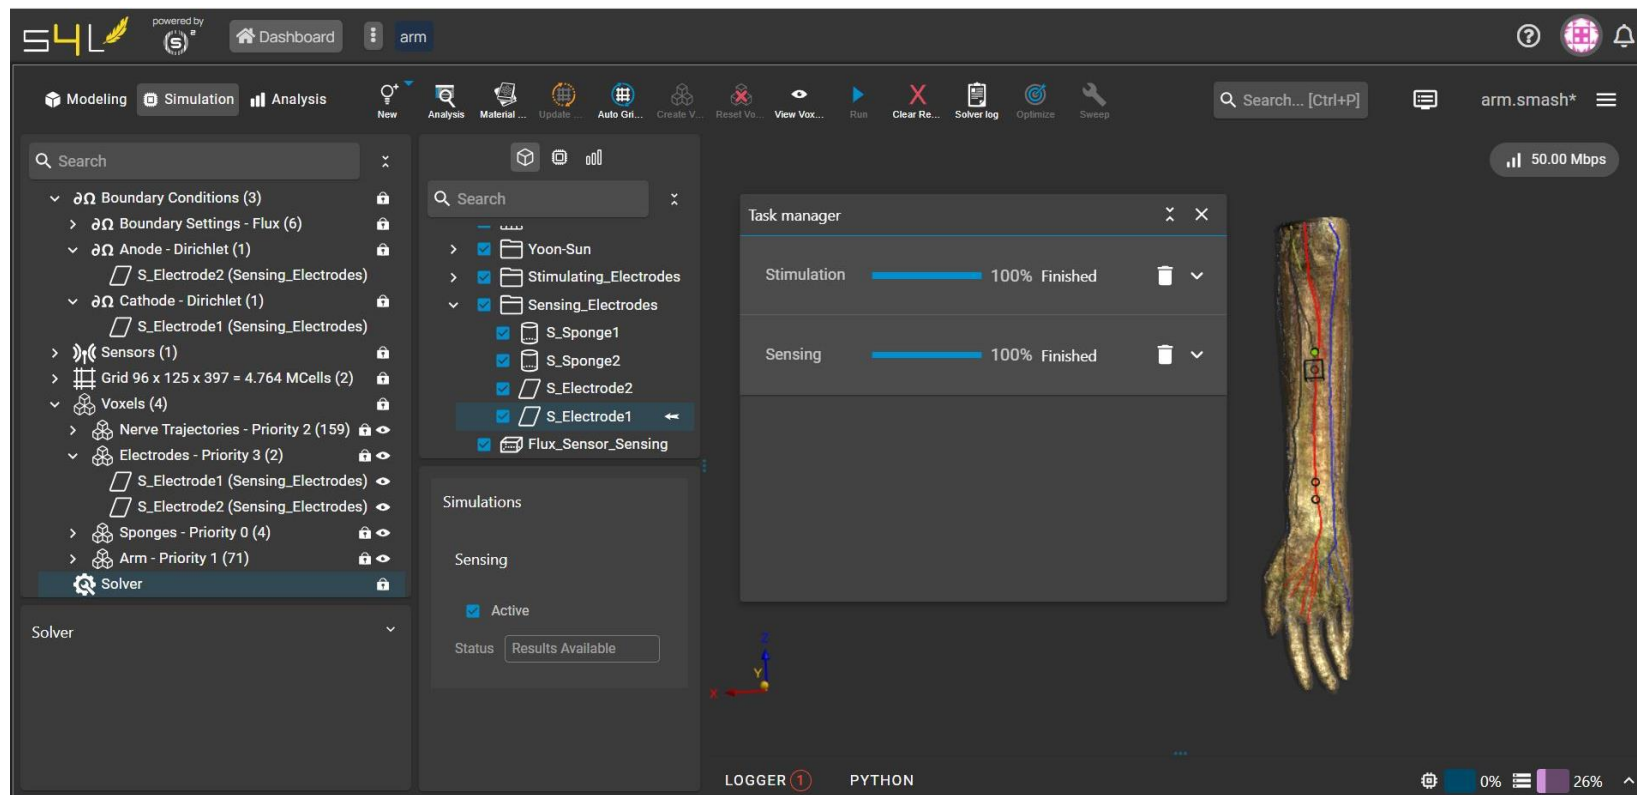 S4L
powered by
Dashboard
arm
Modeling
Simulation
Analysis
New
Analysis
Material ...
Update ...
Auto Gri...
Create V...
Reset Vo...
View Vox...
Run
Clear Re...
Solver log
Optimize
Sweep
Search... [Ctrl+P]
arm.smash*
Search
∂Ω Boundary Conditions (3)
∂Ω Boundary Settings - Flux (6)
∂Ω Anode - Dirichlet (1)
S_Electrode2 (Sensing_Electrodes)
∂Ω Cathode - Dirichlet (1)
S_Electrode1 (Sensing_Electrodes)
Sensors (1)
Grid 96 x 125 x 397 = 4.764 MCells (2)
Voxels (4)
Nerve Trajectories - Priority 2 (159)
Electrodes - Priority 3 (2)
S_Electrode1 (Sensing_Electrodes)
S_Electrode2 (Sensing_Electrodes)
Sponges - Priority 0 (4)
Arm - Priority 1 (71)
Solver
Solver
Search
Yoon-Sun
Stimulating_Electrodes
Sensing_Electrodes
S_Sponge1
S_Sponge2
S_Electrode2
S_Electrode1
Flux_Sensor_Sensing
Simulations
Sensing
Active
Status Results Available
Task manager
Stimulation 100% Finished
Sensing 100% Finished
50.00 Mbps
Z
Y
X
LOGGER 1
PYTHON
0%
26%